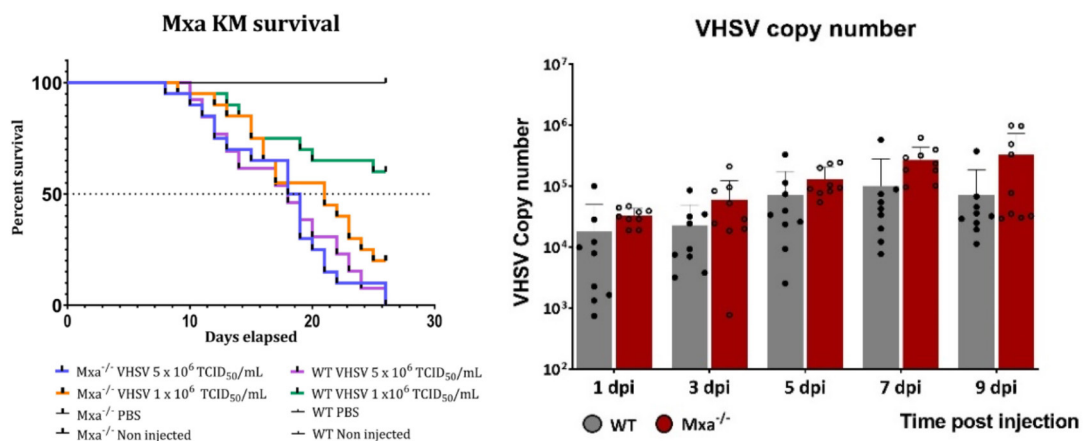 Mxa KM survival
Percent survival
100
50
0
0
10
20
30
Days elapsed
Mxa⁻/⁻ VHSV 5 x 10⁶ TCID₅₀/mL
Mxa⁻/⁻ VHSV 1 x 10⁶ TCID₅₀/mL
Mxa⁻/⁻ PBS
Mxa⁻/⁻ Non injected
WT VHSV 5 x 10⁶ TCID₅₀/mL
WT VHSV 1 x10⁶ TCID₅₀/mL
WT PBS
WT Non injected
VHSV copy number
VHSV Copy number
10⁷
10⁶
10⁵
10⁴
10³
10²
1 dpi
3 dpi
5 dpi
7 dpi
9 dpi
WT
Mxa⁻/⁻
Time post injection